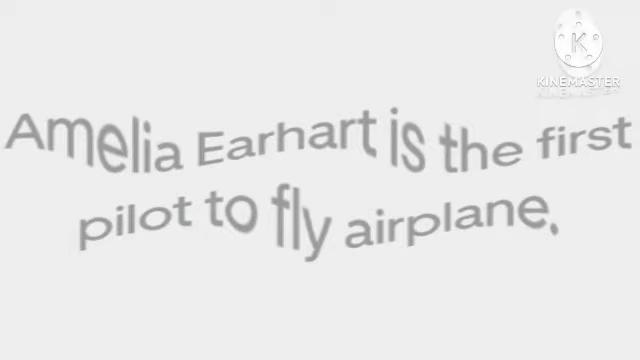 KINEMASTER
Amelia Earhart is the first
pilot to fly airplane.